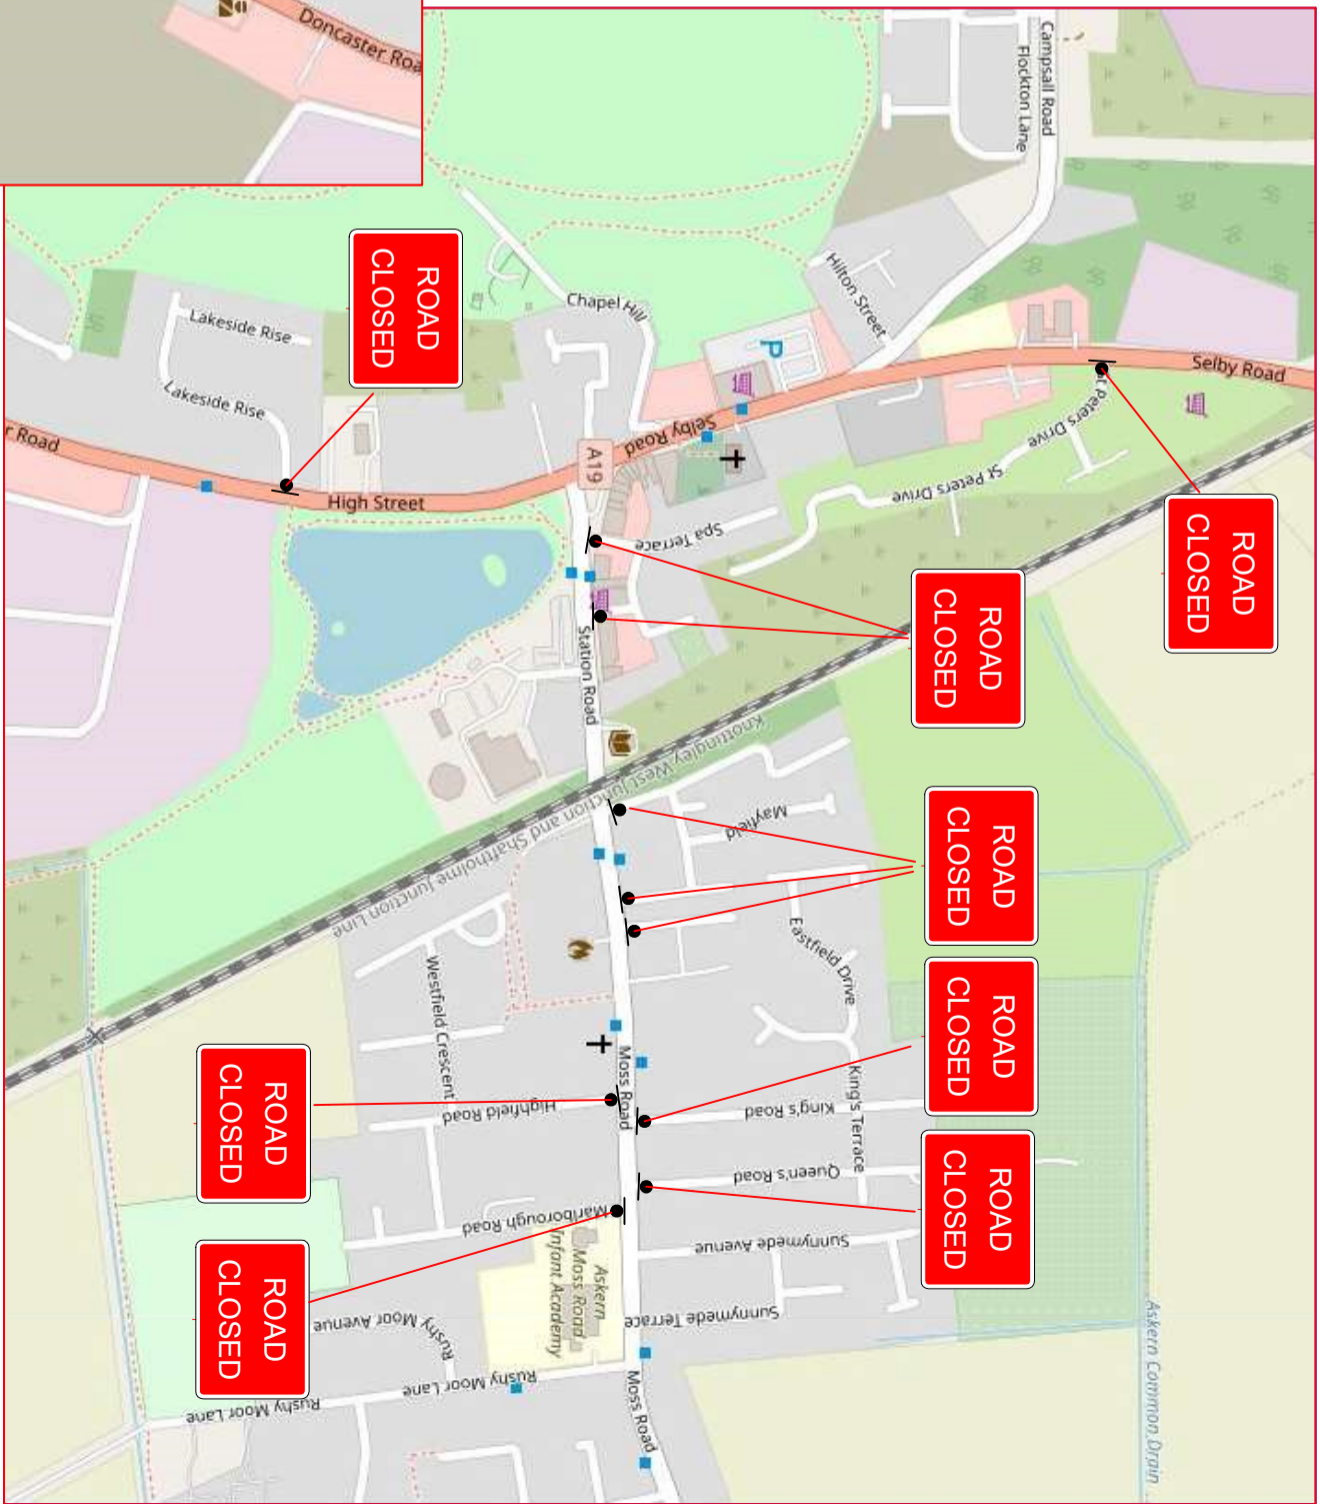 Doncaster Roa
Campsall Road
Flockton Lane
Hilton Street
Chapel Hill
P
Selby Road
St Peters Drive
St Peters Drive
Selby Road
A19
Lakeside Rise
Lakeside Rise
r Road
High Street
Spa Terrace
Station Road
ROAD
CLOSED
ROAD
CLOSED
ROAD
CLOSED
Knottingley West Junction and Shaftholme Junction Line
Mayfield
Eastfield Drive
King's Terrace
ROAD
CLOSED
ROAD
CLOSED
ROAD
CLOSED
Westfield Crescent
Highfield Road
Moss Road
King's Road
Queen's Road
Marlborough Road
Sunnymede Avenue
Sunnymede Terrace
Askern
Moss Road
Infant Academy
ROAD
CLOSED
ROAD
CLOSED
Rushy Moor Avenue
Rushy Moor Lane
Rushy Moor Lane
Moss Road
Askern Common Drain